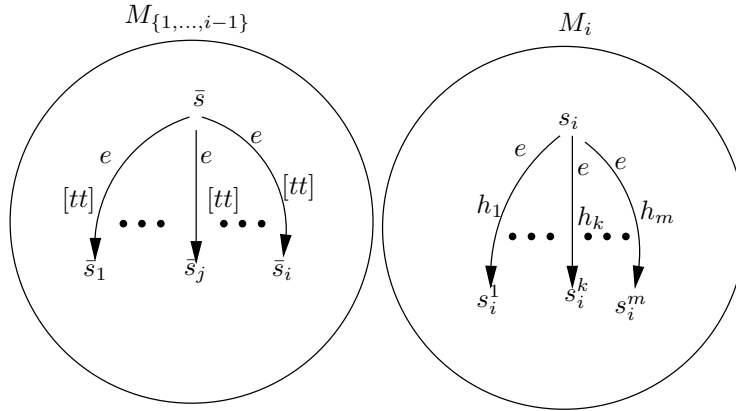 M_{\{1,...,i−1\}} M_i
s̄ s_i
e e e e e e
[tt] [tt] [tt] h_1 h_k h_m
s̄_1 s̄_j s̄_i s_i^1 s_i^k s_i^m